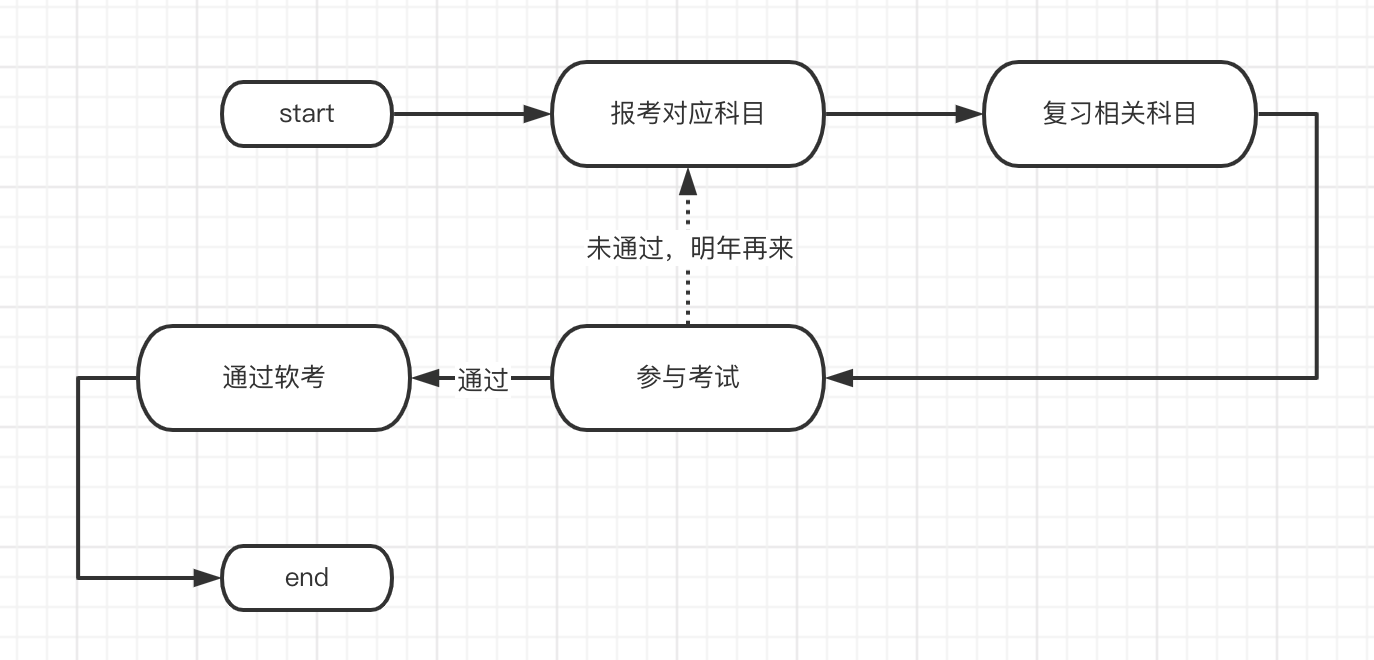 start
报考对应科目
复习相关科目
未通过，明年再来
通过软考
通过
参与考试
end